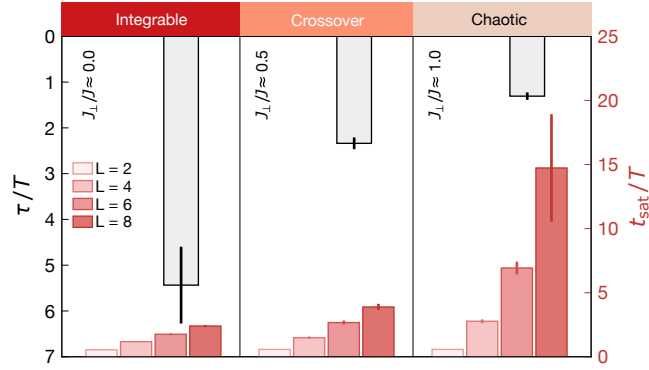 Integrable Crossover Chaotic
0 25
1 20
2 15
3
4 10
5 5
6
7 0
τ/T
t_sat/T
J⊥/J ≈ 0.0
J⊥/J ≈ 0.5
J⊥/J ≈ 1.0
L = 2
L = 4
L = 6
L = 8